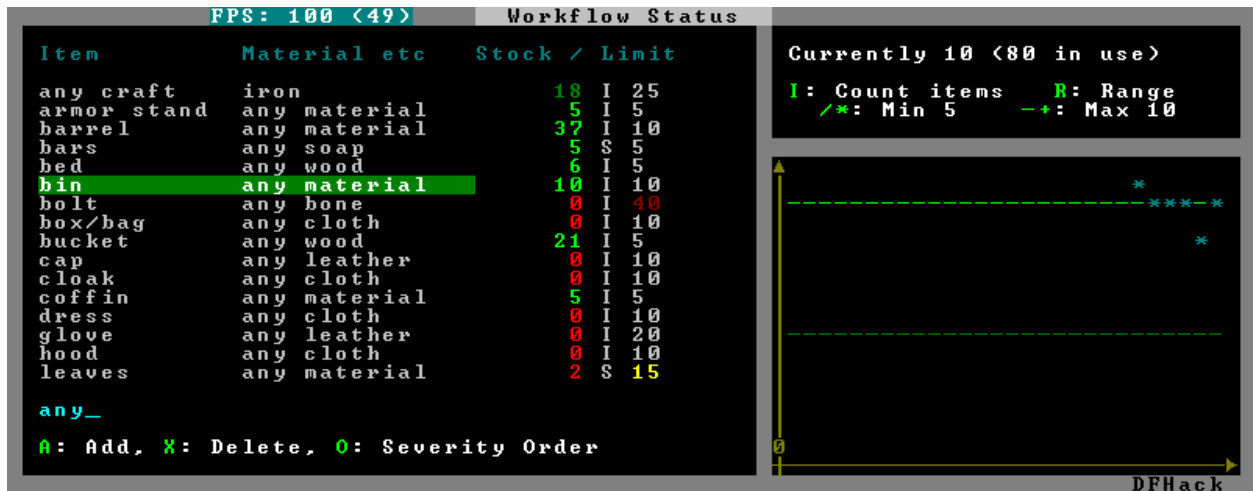 FPS: 100 (49) Workflow Status
Item Material etc Stock / Limit
any craft iron 18 I 25
armor stand any material 5 I 5
barrel any material 37 I 10
bars any soap 5 S 5
bed any wood 6 I 5
bin any material 10 I 10
bolt any bone 0 I 40
box/bag any cloth 0 I 10
bucket any wood 21 I 5
cap any leather 0 I 10
cloak any cloth 0 I 10
coffin any material 5 I 5
dress any cloth 0 I 10
glove any leather 0 I 20
hood any cloth 0 I 10
leaves any material 2 S 15
any_
A: Add, X: Delete, O: Severity Order
Currently 10 (80 in use)
I: Count items R: Range
/*: Min 5 -+: Max 10
0
DFHack